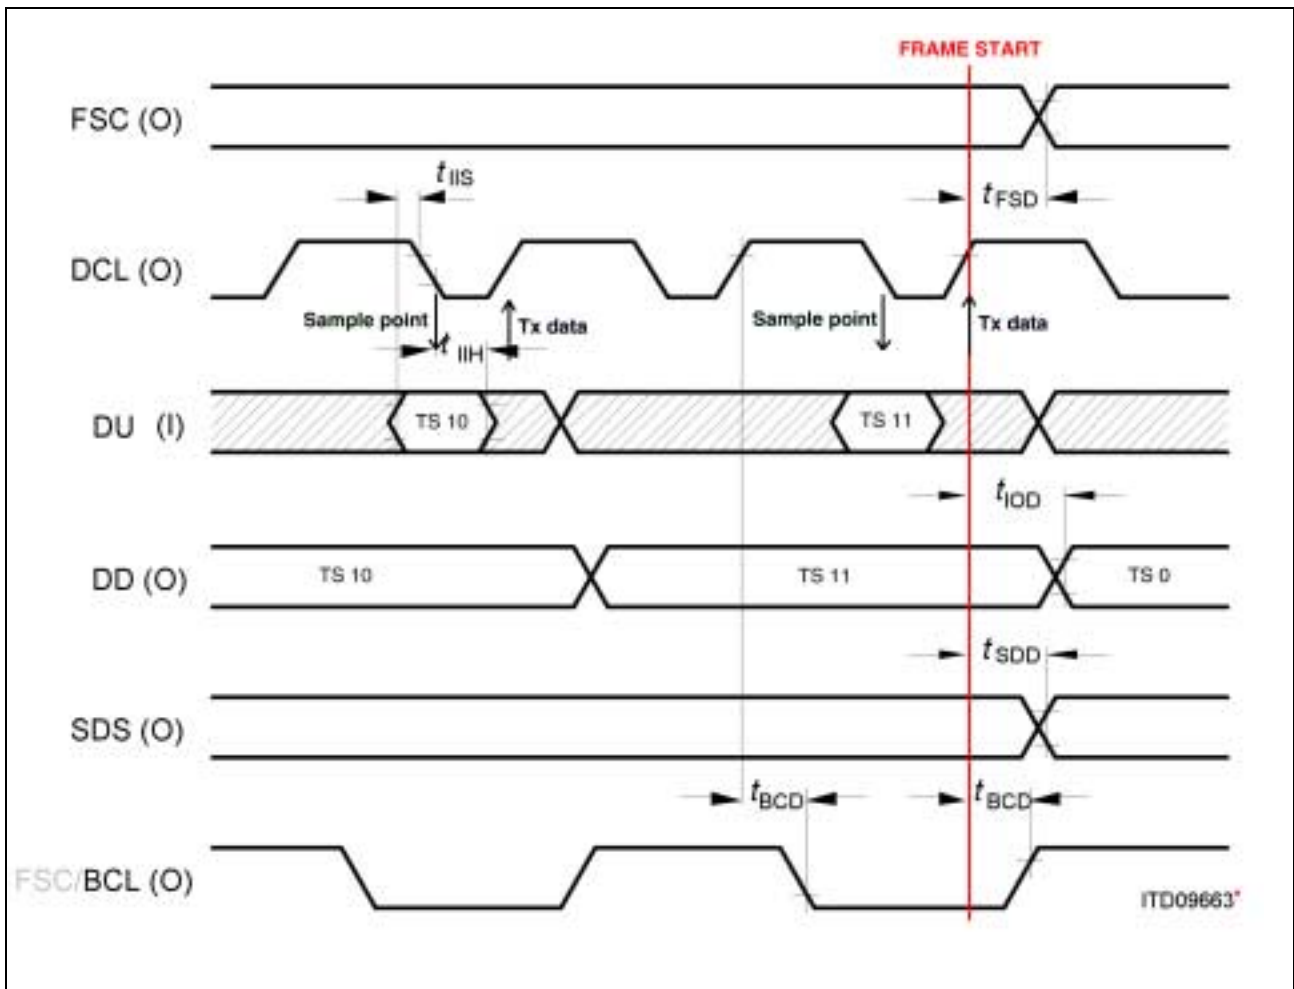 FRAME START
FSC (O)
tIIS
tFSD
DCL (O)
Sample point
Tx data
Sample point
Tx data
tIIH
DU (I)
TS 10
TS 11
tIOD
DD (O)
TS 10
TS 11
TS 0
tSDD
SDS (O)
tBCD
tBCD
FSC/BCL (O)
ITD09663*